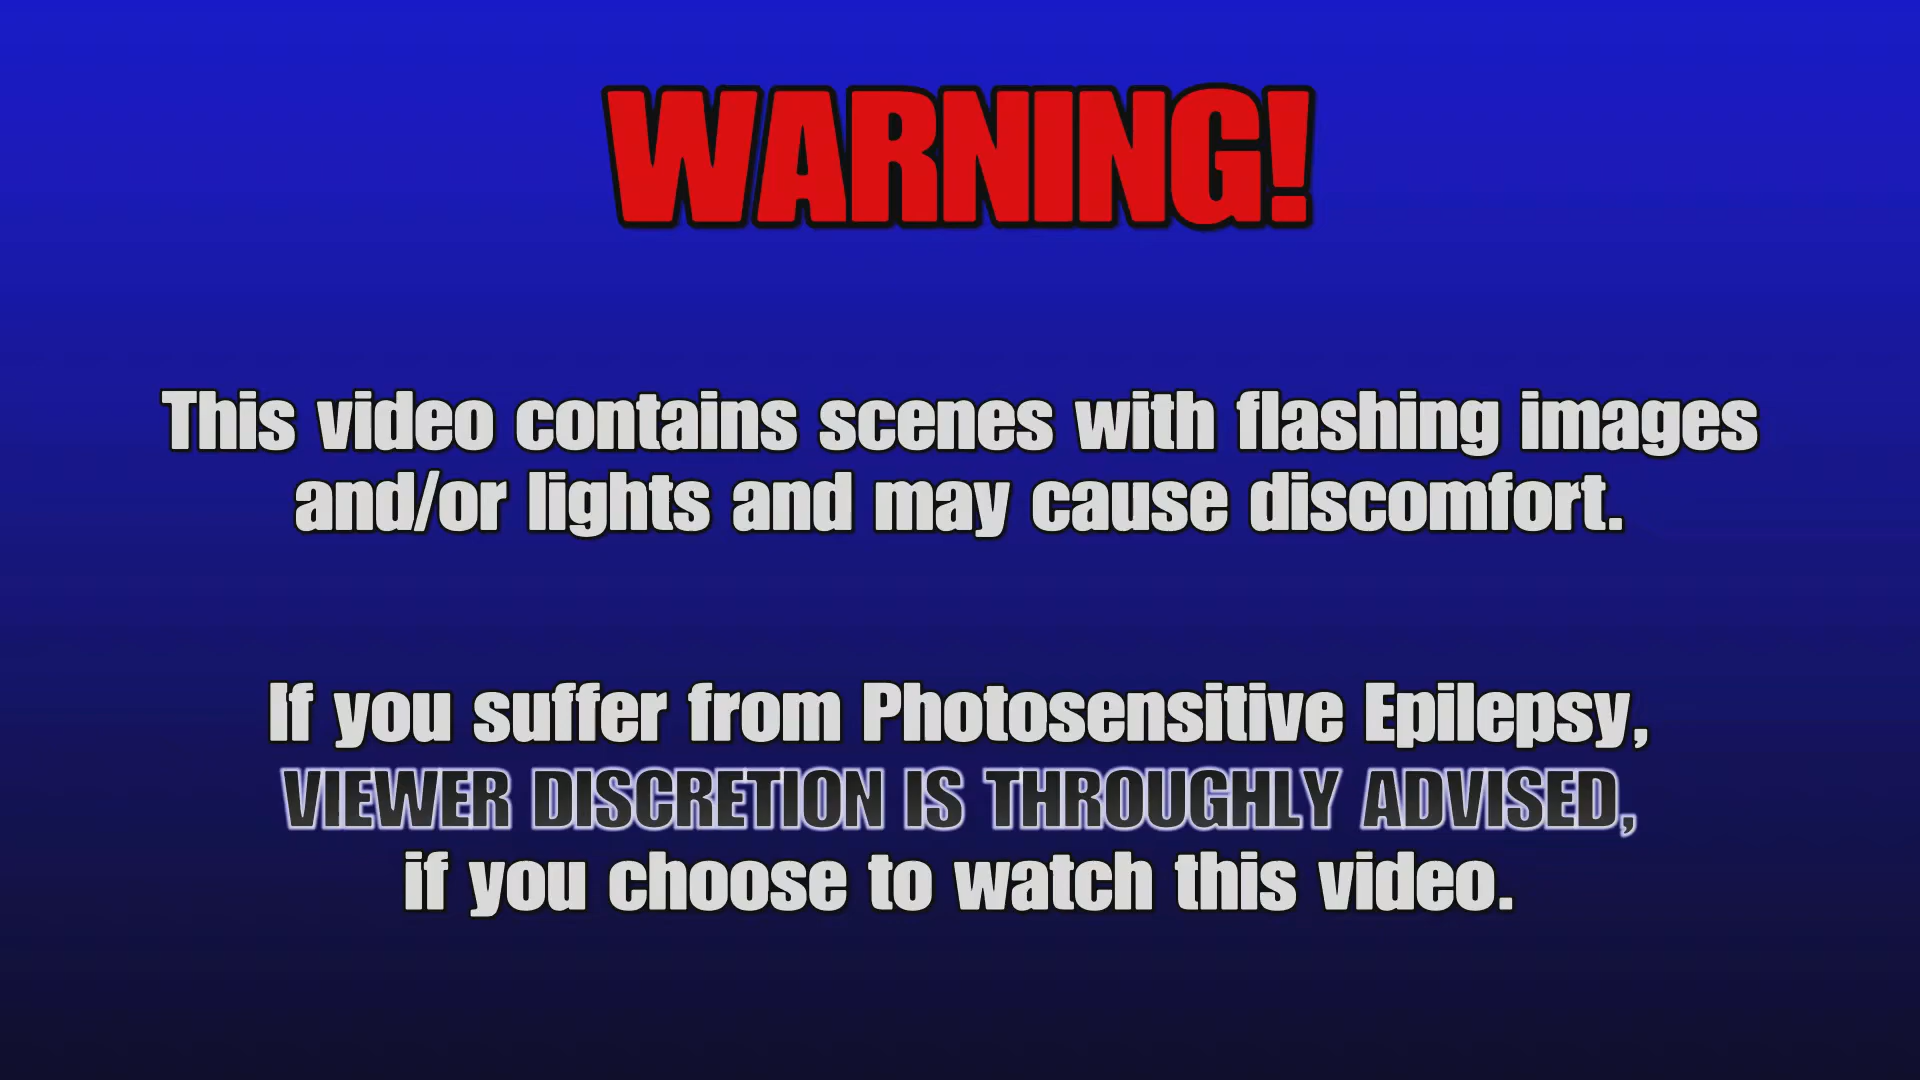 WARNING!
This video contains scenes with flashing images
and/or lights and may cause discomfort.
If you suffer from Photosensitive Epilepsy,
VIEWER DISCRETION IS THROUGHLY ADVISED,
if you choose to watch this video.